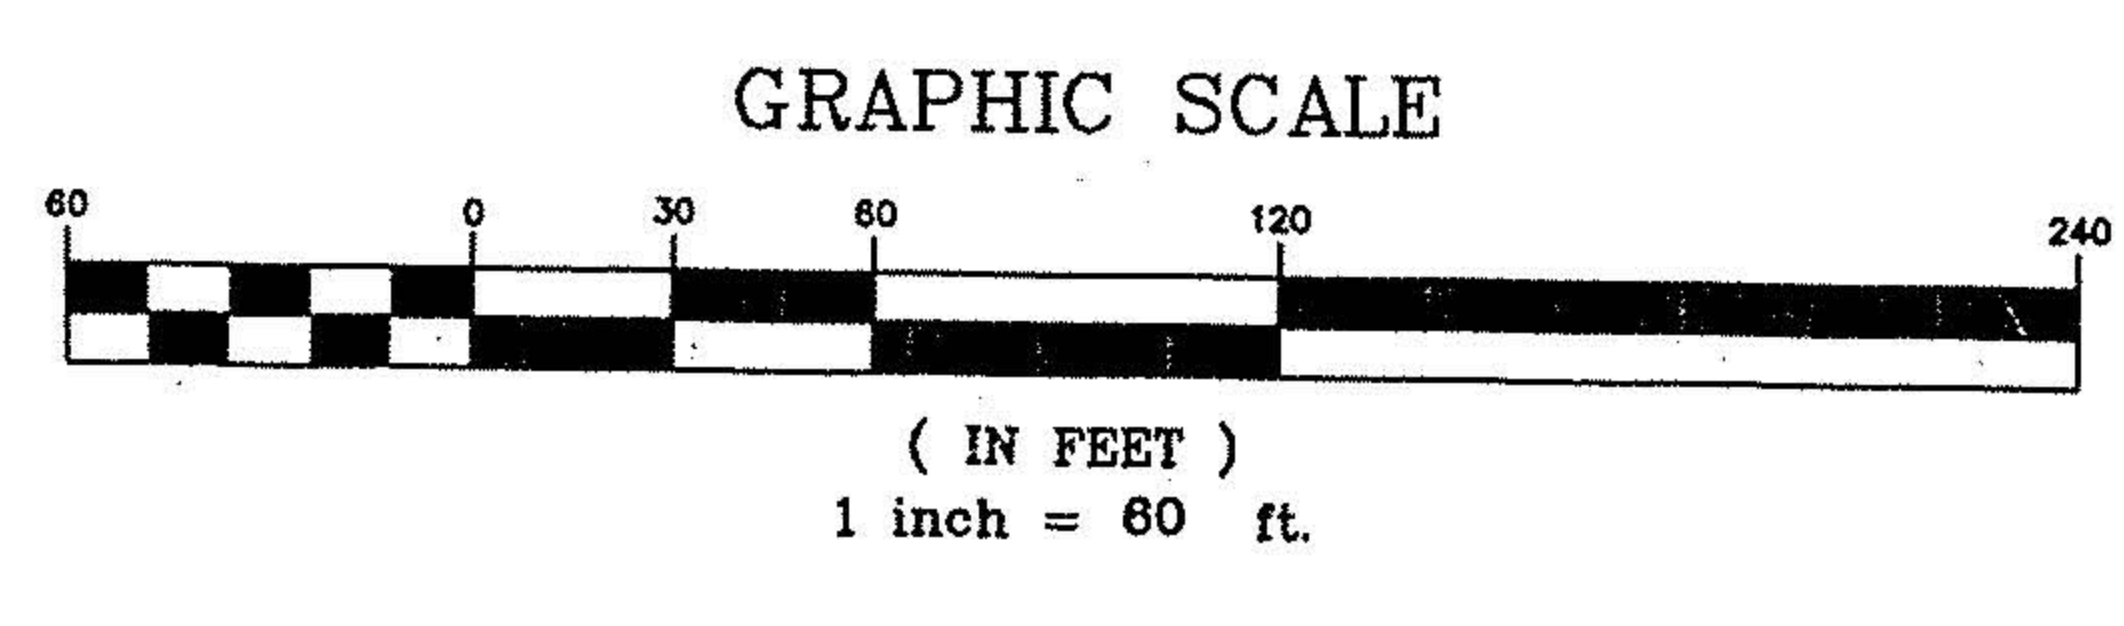 GRAPHIC SCALE
60 0 30 60 120 240
( IN FEET )
1 inch = 60 ft.